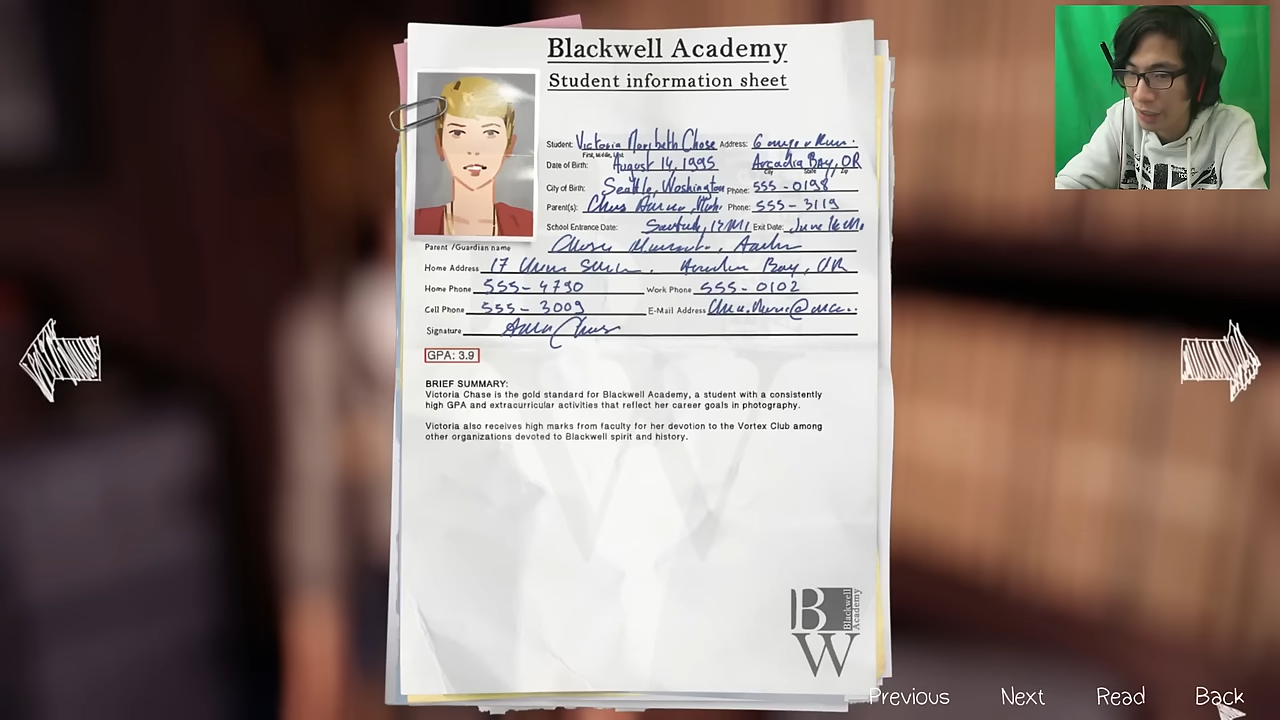 Blackwell Academy
Student information sheet
Student: Victoria Maribeth Chase Address:
First, Middle, Last
Date of Birth: August 14, 1995 Arcadia Bay, OR
City State Zip
City of Birth: Seattle, Washington Phone: 555-0198
Parent(s): Phone: 555-3119
School Entrance Date: Exit Date: June
Parent /Guardian name
Home Address 17 Bay, OR
Home Phone 555-4790 Work Phone 555-0102
Cell Phone 555-3009 E-Mail Address
Signature
GPA: 3.9
BRIEF SUMMARY:
Victoria Chase is the gold standard for Blackwell Academy, a student with a consistently
high GPA and extracurricular activities that reflect her career goals in photography.
Victoria also receives high marks from faculty for her devotion to the Vortex Club among
other organizations devoted to Blackwell spirit and history.
BW
Blackwell
Academy
Previous Next Read Back